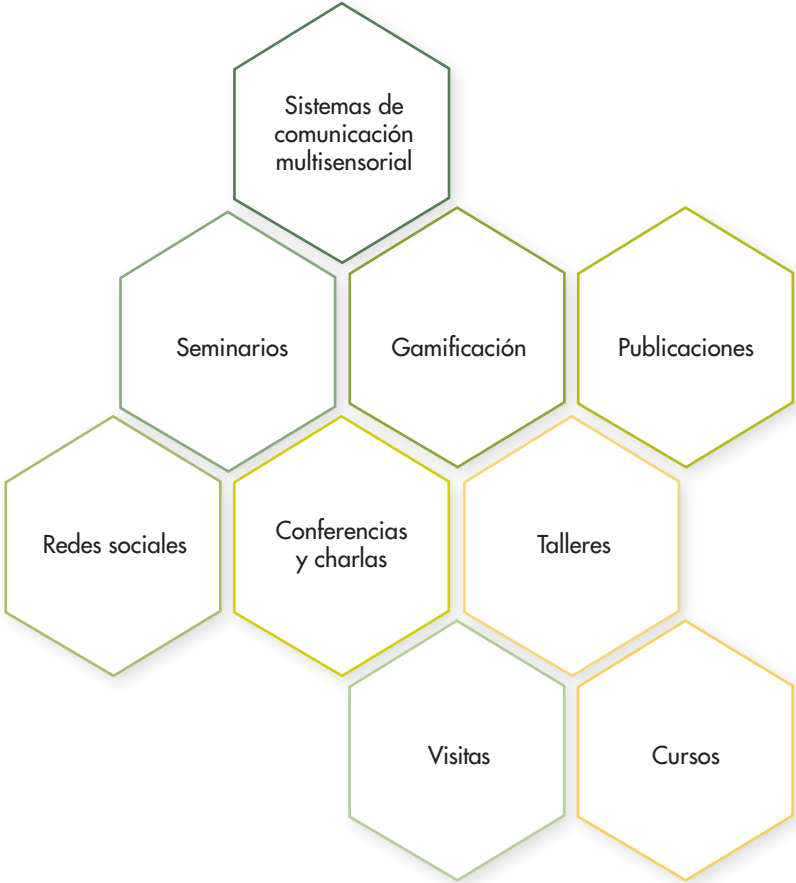 Sistemas de
comunicación
multisensorial
Seminarios
Gamificación
Publicaciones
Redes sociales
Conferencias
y charlas
Talleres
Visitas
Cursos